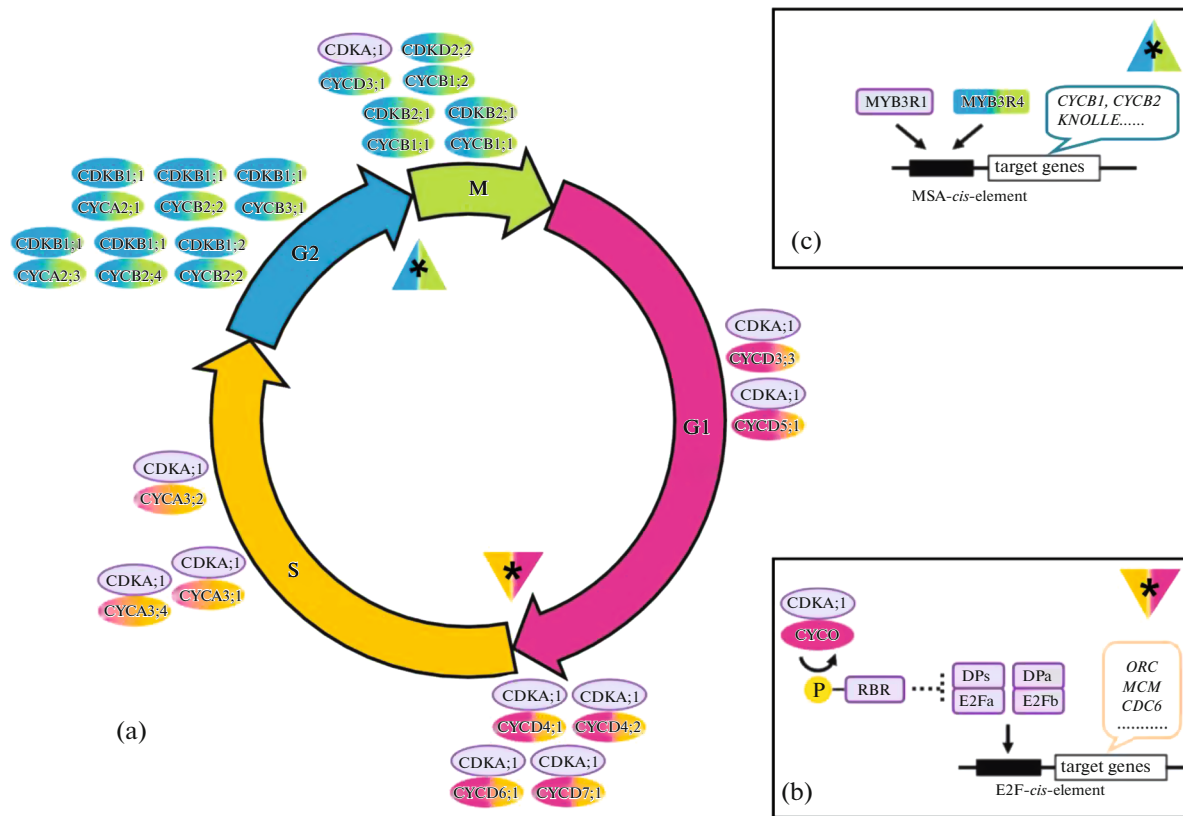 CDKA;1
CDKD2;2
CYCD3;1
CYCB1;2
CDKB2;1
CDKB2;1
CYCB1;1
CYCB1;1
CDKB1;1
CDKB1;1
CDKB1;1
CYCA2;1
CYCB2;2
CYCB3;1
CDKB1;1
CDKB1;1
CDKB1;2
CYCA2;3
CYCB2;4
CYCB2;2
M
G2
*
CDKA;1
CYCD3;3
CDKA;1
CYCD5;1
G1
CDKA;1
CYCA3;2
CDKA;1
CDKA;1
CYCA3;4
CYCA3;1
S
*
CDKA;1
CDKA;1
CYCD4;1
CYCD4;2
CDKA;1
CDKA;1
CYCD6;1
CYCD7;1
(a)
*
MYB3R1
MYB3R4
CYCB1, CYCB2
KNOLLE......
target genes
MSA-cis-element
(c)
*
CDKA;1
CYCO
P
RBR
DPs
DPa
E2Fa
E2Fb
ORC
MCM
CDC6
...........
target genes
E2F-cis-element
(b)